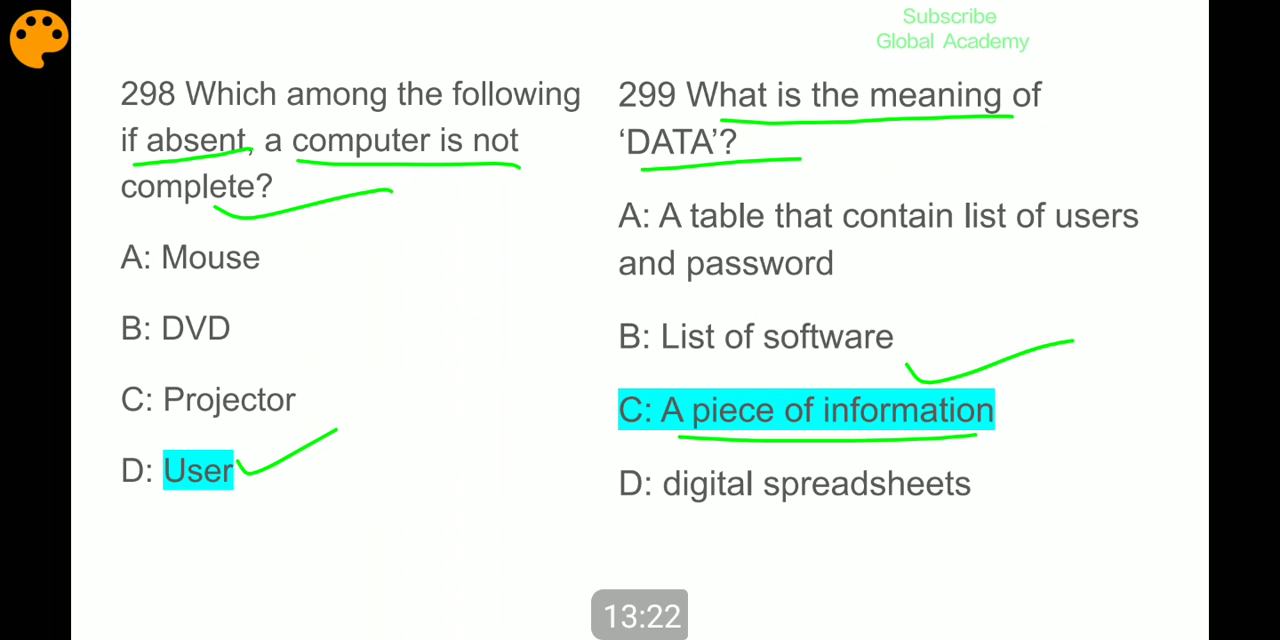 Subscribe
Global Academy
298 Which among the following
if absent, a computer is not
complete?
A: Mouse
B: DVD
C: Projector
D: User
299 What is the meaning of
‘DATA’?
A: A table that contain list of users
and password
B: List of software
C: A piece of information
D: digital spreadsheets
13:22